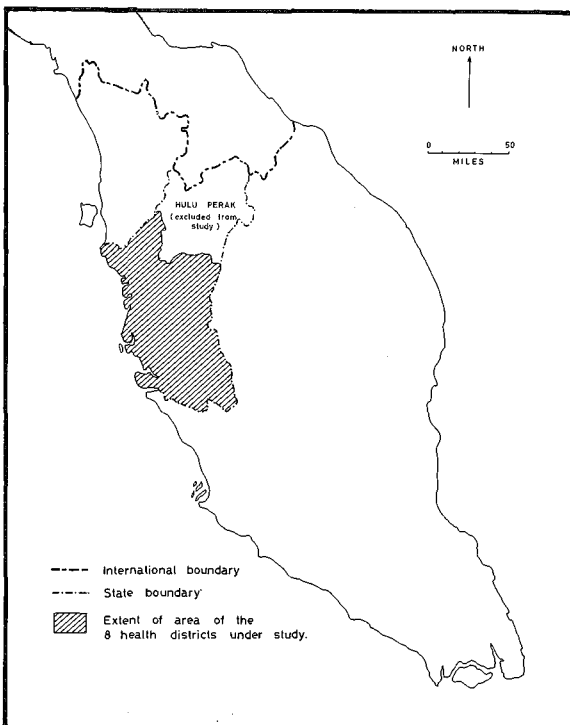 NORTH
0 50
MILES
HULU PERAK
(excluded from
study)
International boundary
State boundary
Extent of area of the
8 health districts under study.